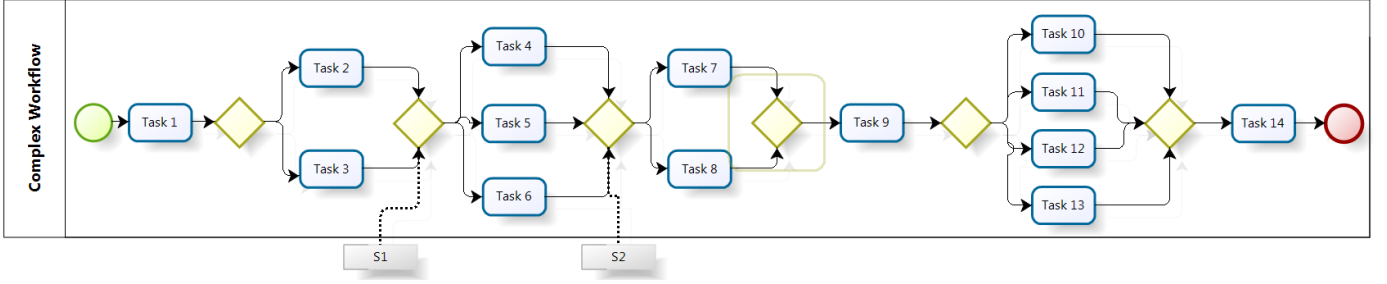 Complex Workflow
Task 1
Task 2
Task 3
Task 4
Task 5
Task 6
Task 7
Task 8
Task 9
Task 10
Task 11
Task 12
Task 13
Task 14
S1
S2